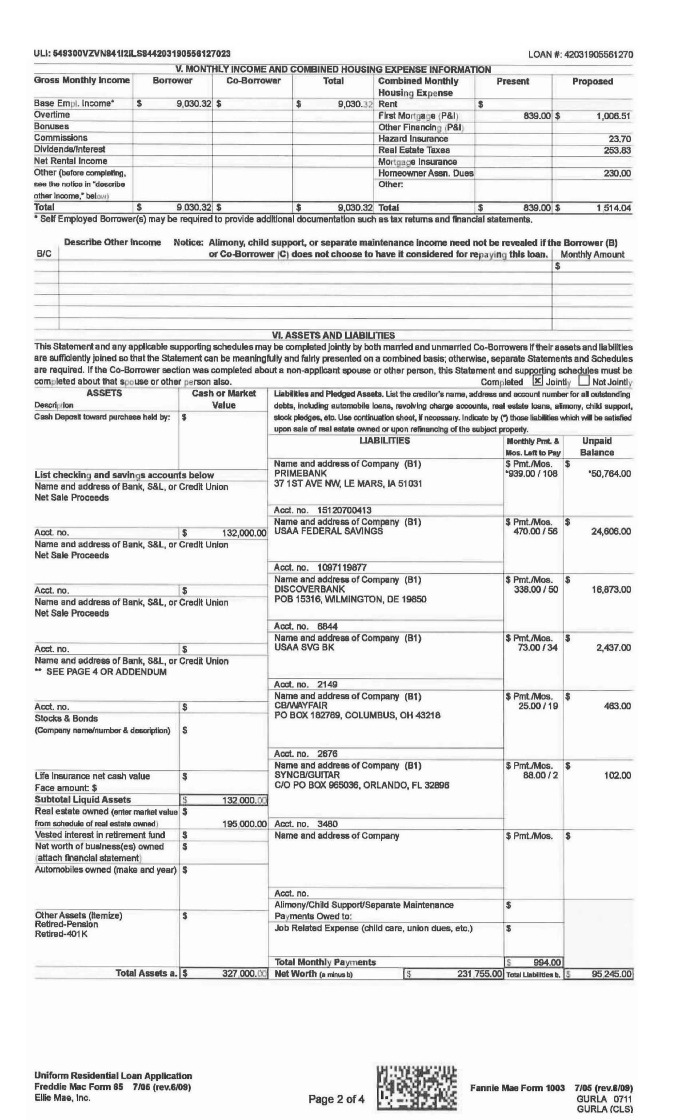 ULI: 549300VZVN841I2ILS84420319055612​7023 LOAN #: 42031905561270
V. MONTHLY INCOME AND COMBINED HOUSING EXPENSE INFORMATION
Gross Monthly Income Borrower Co-Borrower Total Combined Monthly Housing Expense Present Proposed
Base Empl. Income* $ 9,030.32 $ $ 9,030.32 Rent $
Overtime First Mortgage (P&I) 839.00 $ 1,006.51
Bonuses Other Financing (P&I)
Commissions Hazard Insurance 23.70
Dividends/Interest Real Estate Taxes 253.83
Net Rental Income Mortgage Insurance
Other (before completing, Homeowner Assn. Dues 230.00
see the notice in "describe Other:
other income," below)
Total $ 9 030.32 $ $ 9,030.32 Total $ 839.00 $ 1 514.04
* Self Employed Borrower(s) may be required to provide additional documentation such as tax returns and financial statements.
Describe Other Income Notice: Alimony, child support, or separate maintenance income need not be revealed if the Borrower (B)
B/C or Co-Borrower (C) does not choose to have it considered for repaying this loan. Monthly Amount
$
VI. ASSETS AND LIABILITIES
This Statement and any applicable supporting schedules may be completed jointly by both married and unmarried Co-Borrowers if their assets and liabilities
are sufficiently joined so that the Statement can be meaningfully and fairly presented on a combined basis; otherwise, separate Statements and Schedules
are required. If the Co-Borrower section was completed about a non-applicant spouse or other person, this Statement and supporting schedules must be
completed about that spouse or other person also. Completed [X] Jointly [ ] Not Jointly
ASSETS Cash or Market
Description Value
Cash Deposit toward purchase held by: $
List checking and savings accounts below
Name and address of Bank, S&L, or Credit Union
Net Sale Proceeds
Acct. no. $ 132,000.00
Name and address of Bank, S&L, or Credit Union
Net Sale Proceeds
Acct. no. $
Name and address of Bank, S&L, or Credit Union
Net Sale Proceeds
Acct. no. $
Name and address of Bank, S&L, or Credit Union
** SEE PAGE 4 OR ADDENDUM
Acct. no. $
Stocks & Bonds
(Company name/number & description) $
Life insurance net cash value $
Face amount: $
Subtotal Liquid Assets $ 132 000.00
Real estate owned (enter market value $
from schedule of real estate owned) 195,000.00
Vested interest in retirement fund $
Net worth of business(es) owned $
(attach financial statement)
Automobiles owned (make and year) $
Other Assets (itemize) $
Retired-Pension
Retired-401K
Total Assets a. $ 327,000.00
Liabilities and Pledged Assets. List the creditor's name, address and account number for all outstanding
debts, including automobile loans, revolving charge accounts, real estate loans, alimony, child support,
stock pledges, etc. Use continuation sheet, if necessary. Indicate by (*) those liabilities which will be satisfied
upon sale of real estate owned or upon refinancing of the subject property.
LIABILITIES Monthly Pmt. & Mos. Left to Pay Unpaid Balance
Name and address of Company (B1) $ Pmt./Mos. $
PRIMEBANK *939.00 / 108 *50,764.00
37 1ST AVE NW, LE MARS, IA 51031
Acct. no. 15120700413
Name and address of Company (B1) $ Pmt./Mos. $
USAA FEDERAL SAVINGS 470.00 / 56 24,606.00
Acct. no. 1097119877
Name and address of Company (B1) $ Pmt./Mos. $
DISCOVERBANK 338.00 / 50 16,873.00
POB 15316, WILMINGTON, DE 19850
Acct. no. 6844
Name and address of Company (B1) $ Pmt./Mos. $
USAA SVG BK 73.00 / 34 2,437.00
Acct. no. 2149
Name and address of Company (B1) $ Pmt./Mos. $
CB/WAYFAIR 25.00 / 19 463.00
PO BOX 182789, COLUMBUS, OH 43218
Acct. no. 2676
Name and address of Company (B1) $ Pmt./Mos. $
SYNCB/GUITAR 88.00 / 2 102.00
C/O PO BOX 965036, ORLANDO, FL 32896
Acct. no. 3480
Name and address of Company $ Pmt./Mos. $
Acct. no.
Alimony/Child Support/Separate Maintenance $
Payments Owed to:
Job Related Expense (child care, union dues, etc.) $
Total Monthly Payments $ 994.00
Net Worth (a minus b) $ 231 755.00 Total Liabilities b. $ 95 245.00
Uniform Residential Loan Application
Freddie Mac Form 65 7/05 (rev.6/09)
Ellie Mae, Inc.
Page 2 of 4
Fannie Mae Form 1003 7/05 (rev.6/09)
GURLA 0711
GURLA (CLS)